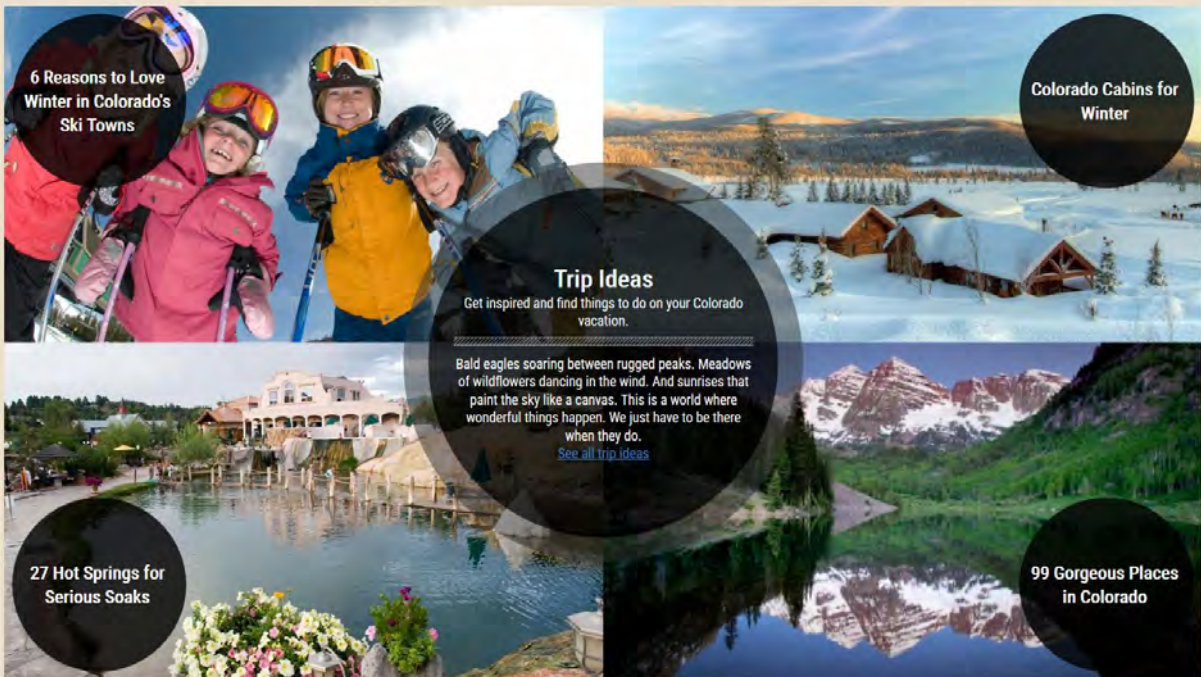 6 Reasons to Love
Winter in Colorado's
Ski Towns
Colorado Cabins for
Winter
Trip Ideas
Get inspired and find things to do on your Colorado
vacation.
Bald eagles soaring between rugged peaks. Meadows
of wildflowers dancing in the wind. And sunrises that
paint the sky like a canvas. This is a world where
wonderful things happen. We just have to be there
when they do.
See all trip ideas
27 Hot Springs for
Serious Soaks
99 Gorgeous Places
in Colorado